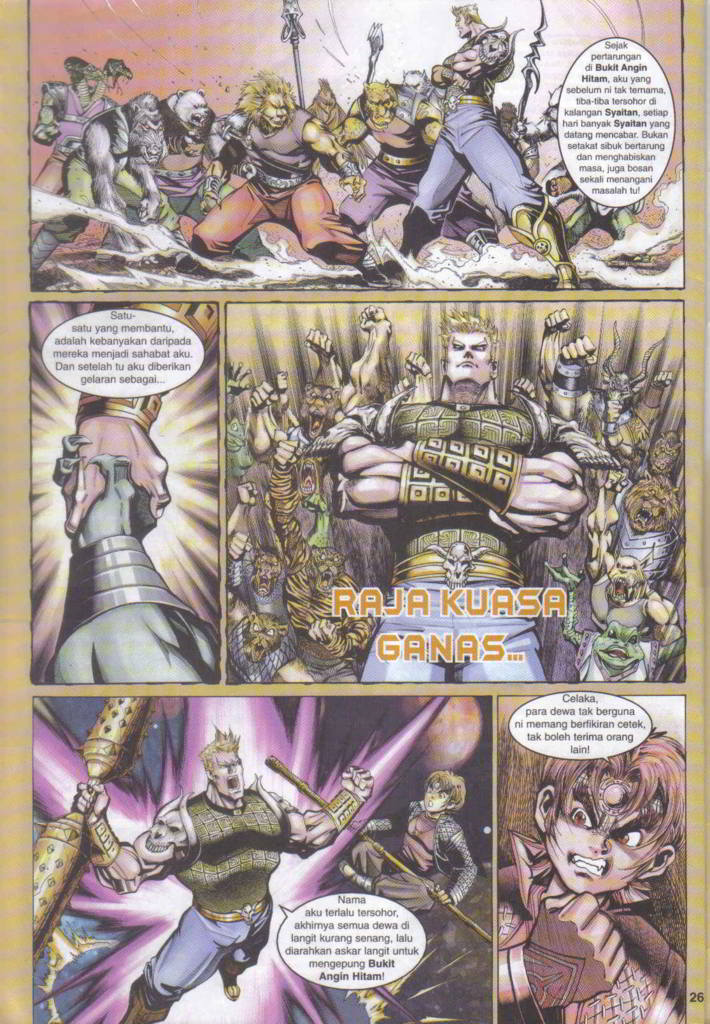 Sejak
pertarungan
di Bukit Angin
Hitam, aku yang
sebelum ni tak ternama,
tiba-tiba tersohor di
kalangan Syaitan, setiap
hari banyak Syaitan yang
datang mencabar. Bukan
setakat sibuk bertarung
dan menghabiskan
masa, juga bosan
sekali menangani
masalah tu!
Satu-
satu yang membantu,
adalah kebanyakan daripada
mereka menjadi sahabat aku.
Dan setelah tu aku diberikan
gelaran sebagai...
RAJA KUASA
GANAS...
Nama
aku terlalu tersohor,
akhirnya semua dewa di
langit kurang senang, lalu
diarahkan askar langit untuk
mengepung Bukit
Angin Hitam!
Celaka,
para dewa tak berguna
ni memang berfikiran cetek,
tak boleh terima orang
lain!
26